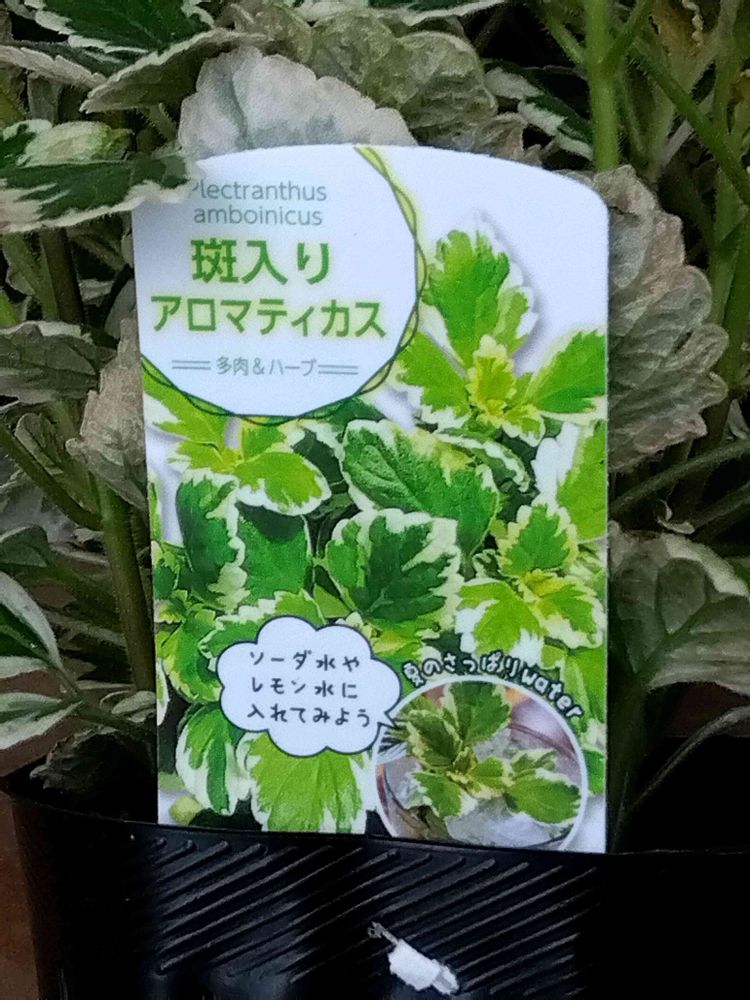 Plectranthus
amboinicus
斑入り
アロマティカス
多肉&ハーブ
ソーダ水や
レモン水に
入れてみよう
夏のさっぱりwater